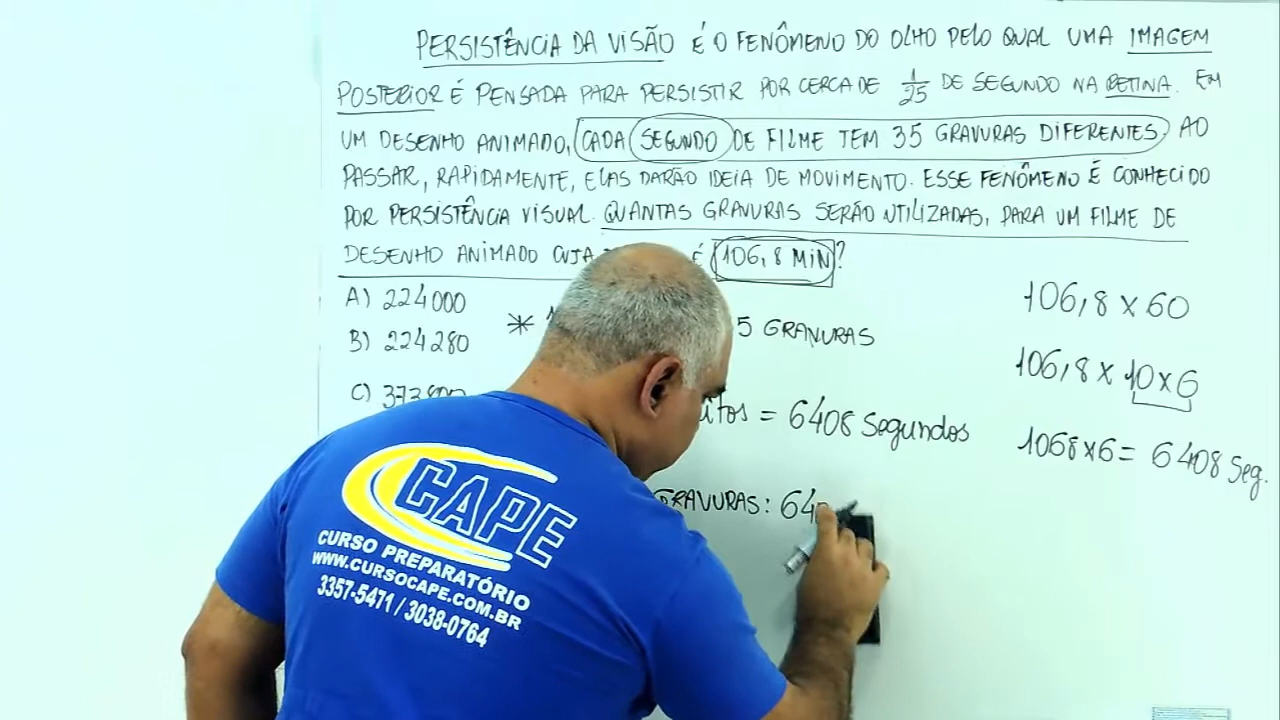 PERSISTÊNCIA DA VISÃO É O FENÔMENO DO OLHO PELO QUAL UMA IMAGEM
POSTERIOR É PENSADA PARA PERSISTIR POR CERCA DE 1/25 DE SEGUNDO NA RETINA. EM
UM DESENHO ANIMADO, CADA SEGUNDO DE FILME TEM 35 GRAVURAS DIFERENTES, AO
PASSAR, RAPIDAMENTE, ELAS DARÃO IDEIA DE MOVIMENTO. ESSE FENÔMENO É CONHECIDO
POR PERSISTÊNCIA VISUAL. QUANTAS GRAVURAS SERÃO UTILIZADAS, PARA UM FILME DE
DESENHO ANIMADO CUJA É 106,8 MIN?
A) 224000
B) 224280
C)
* 5 GRAVURAS
= 6408 Segundos
GRAVURAS: 64
106,8 x 60
106,8 x 10 x 6
1068 x 6 = 6408 Seg.
CAPE
CURSO PREPARATÓRIO
WWW.CURSOCAPE.COM.BR
3357-5471 / 3038-0764